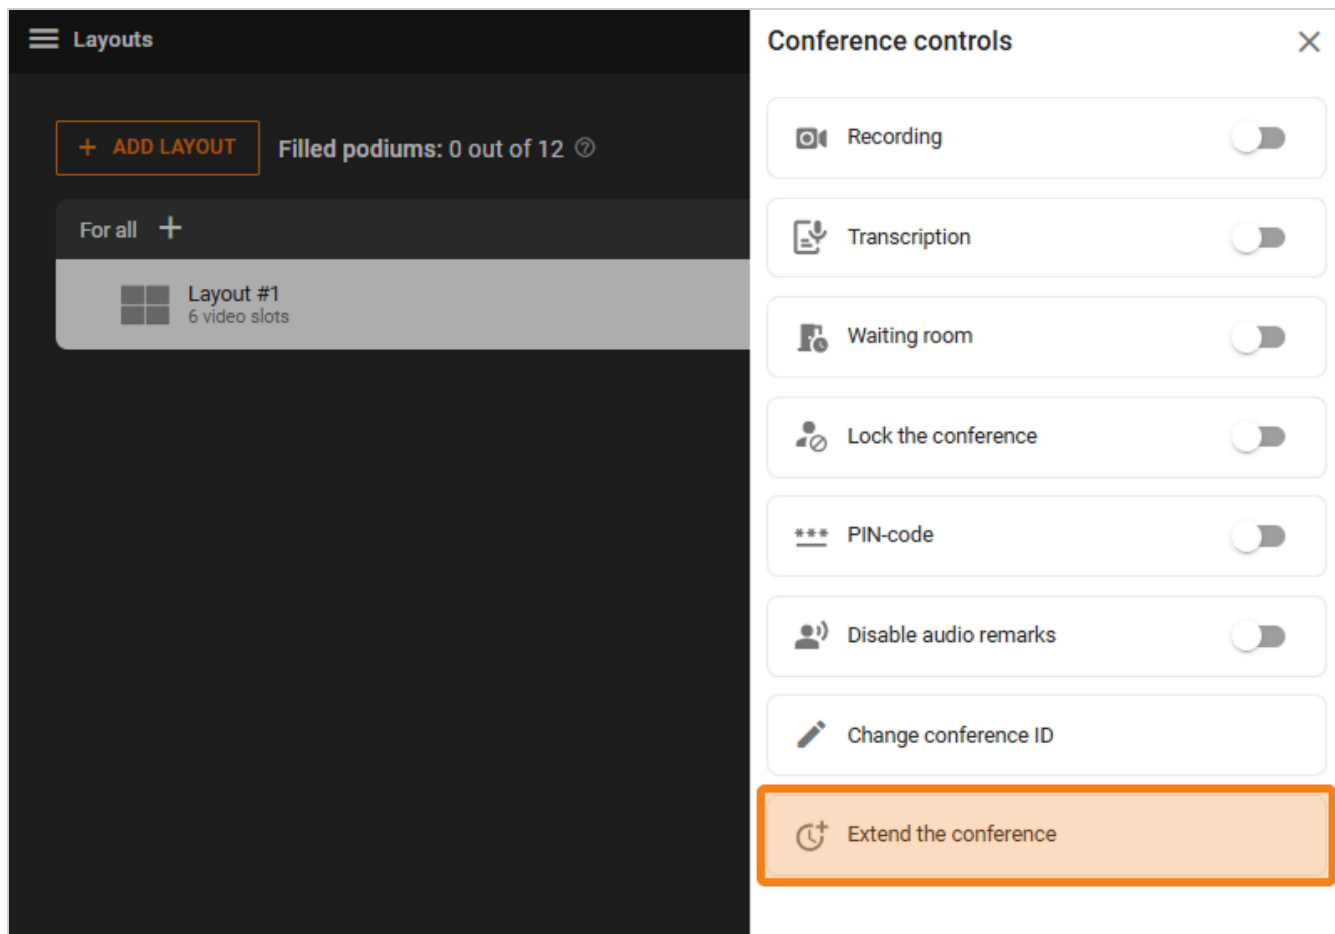 Layouts
+ ADD LAYOUT
Filled podiums: 0 out of 12 ?
For all +
Layout #1
6 video slots
Conference controls
Recording
Transcription
Waiting room
Lock the conference
*** PIN-code
Disable audio remarks
Change conference ID
Extend the conference